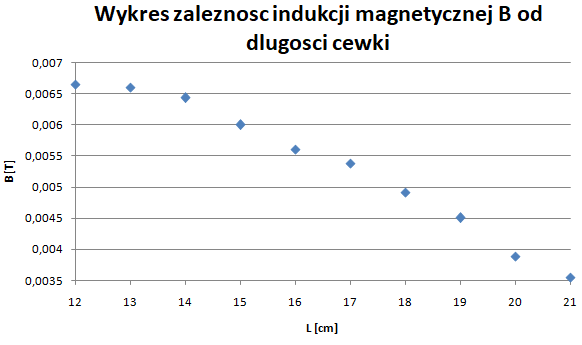 Wykres zaleznosc indukcji magnetycznej B od
dlugosci cewki
0,007
0,0065
0,006
0,0055
0,005
0,0045
0,004
0,0035
B [T]
12 13 14 15 16 17 18 19 20 21
L [cm]